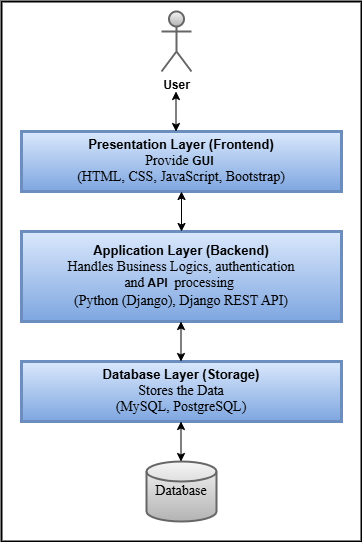 User
Presentation Layer (Frontend)
Provide GUI
(HTML, CSS, JavaScript, Bootstrap)
Application Layer (Backend)
Handles Business Logics, authentication
and API processing
(Python (Django), Django REST API)
Database Layer (Storage)
Stores the Data
(MySQL, PostgreSQL)
Database